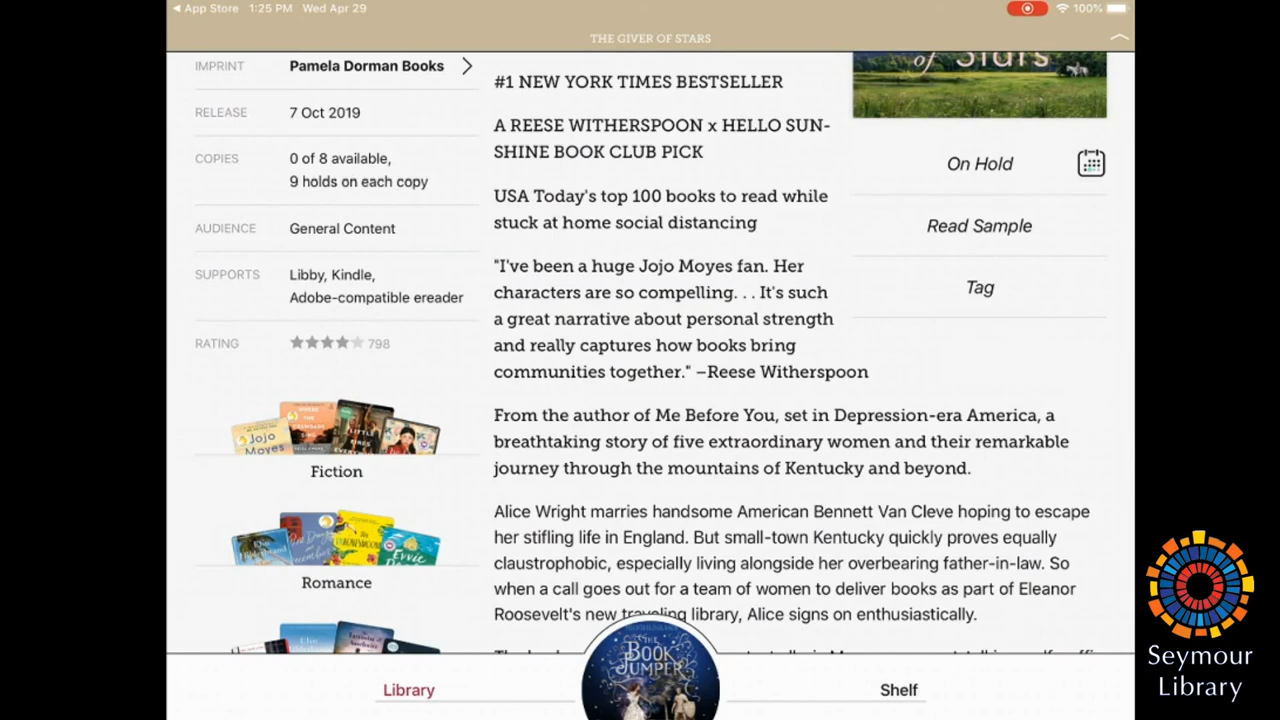 App Store 1:25 PM Wed Apr 29
100%
THE GIVER OF STARS
IMPRINT Pamela Dorman Books
RELEASE 7 Oct 2019
COPIES 0 of 8 available,
9 holds on each copy
AUDIENCE General Content
SUPPORTS Libby, Kindle,
Adobe-compatible ereader
RATING 798
Jojo
Moyes
Fiction
Romance
#1 NEW YORK TIMES BESTSELLER
A REESE WITHERSPOON x HELLO SUN-
SHINE BOOK CLUB PICK
USA Today's top 100 books to read while
stuck at home social distancing
"I've been a huge Jojo Moyes fan. Her
characters are so compelling. . . It's such
a great narrative about personal strength
and really captures how books bring
communities together." –Reese Witherspoon
From the author of Me Before You, set in Depression-era America, a
breathtaking story of five extraordinary women and their remarkable
journey through the mountains of Kentucky and beyond.
Alice Wright marries handsome American Bennett Van Cleve hoping to escape
her stifling life in England. But small-town Kentucky quickly proves equally
claustrophobic, especially living alongside her overbearing father-in-law. So
when a call goes out for a team of women to deliver books as part of Eleanor
Roosevelt's new traveling library, Alice signs on enthusiastically.
of Stars
On Hold
Read Sample
Tag
Library
THE
BOOK
JUMPER
Shelf
Seymour
Library